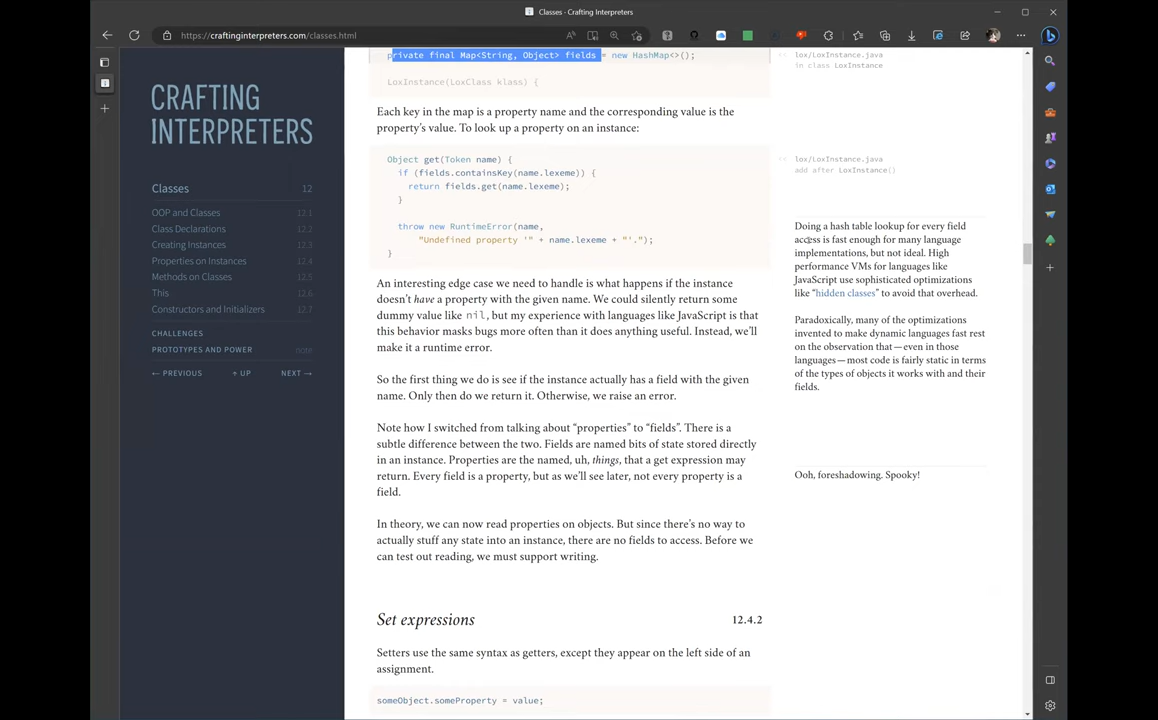 Classes · Crafting Interpreters
https://craftinginterpreters.com/classes.html
CRAFTING
INTERPRETERS
Classes 12
OOP and Classes 12.1
Class Declarations 12.2
Creating Instances 12.3
Properties on Instances 12.4
Methods on Classes 12.5
This 12.6
Constructors and Initializers 12.7
CHALLENGES
PROTOTYPES AND POWER note
← PREVIOUS ↑ UP NEXT →
private final Map<String, Object> fields = new HashMap<>();
LoxInstance(LoxClass klass) {
lox/LoxInstance.java
in class LoxInstance
Each key in the map is a property name and the corresponding value is the
property's value. To look up a property on an instance:
Object get(Token name) {
if (fields.containsKey(name.lexeme)) {
return fields.get(name.lexeme);
}
throw new RuntimeError(name,
"Undefined property '" + name.lexeme + "'.");
}
lox/LoxInstance.java
add after LoxInstance()
An interesting edge case we need to handle is what happens if the instance
doesn't have a property with the given name. We could silently return some
dummy value like nil, but my experience with languages like JavaScript is that
this behavior masks bugs more often than it does anything useful. Instead, we'll
make it a runtime error.
So the first thing we do is see if the instance actually has a field with the given
name. Only then do we return it. Otherwise, we raise an error.
Note how I switched from talking about “properties” to “fields”. There is a
subtle difference between the two. Fields are named bits of state stored directly
in an instance. Properties are the named, uh, things, that a get expression may
return. Every field is a property, but as we'll see later, not every property is a
field.
In theory, we can now read properties on objects. But since there's no way to
actually stuff any state into an instance, there are no fields to access. Before we
can test out reading, we must support writing.
Set expressions 12.4.2
Setters use the same syntax as getters, except they appear on the left side of an
assignment.
someObject.someProperty = value;
Doing a hash table lookup for every field
access is fast enough for many language
implementations, but not ideal. High
performance VMs for languages like
JavaScript use sophisticated optimizations
like “hidden classes” to avoid that overhead.
Paradoxically, many of the optimizations
invented to make dynamic languages fast rest
on the observation that—even in those
languages—most code is fairly static in terms
of the types of objects it works with and their
fields.
Ooh, foreshadowing. Spooky!